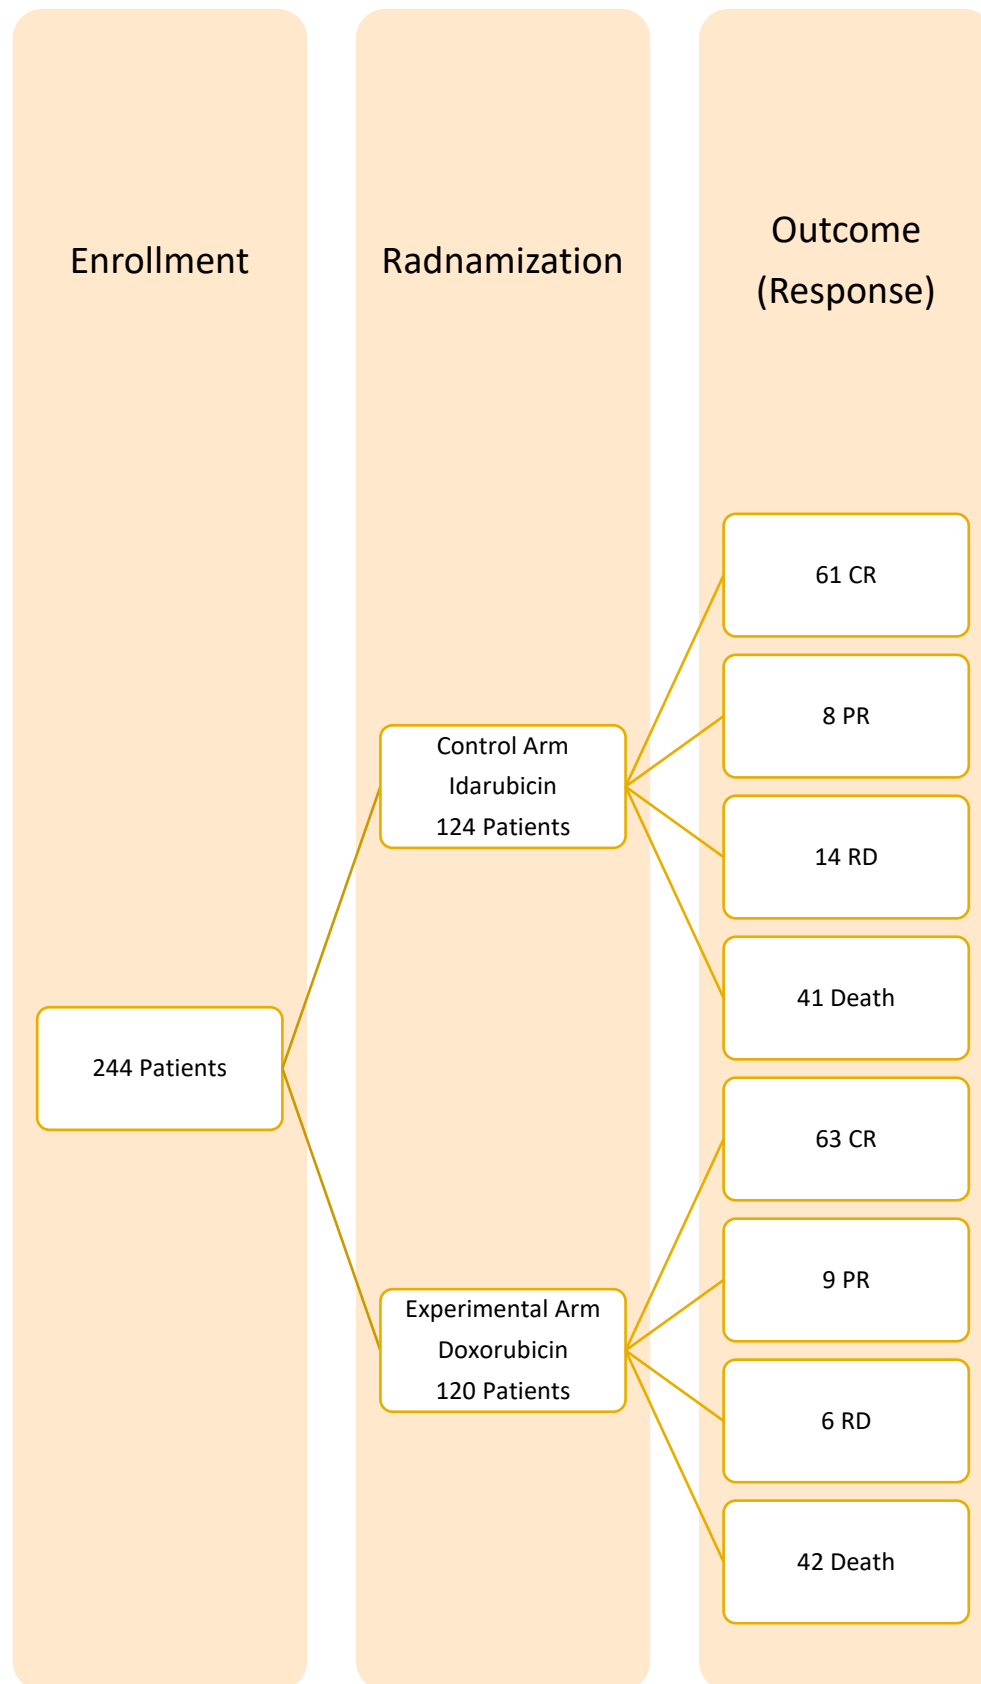 Enrollment
Radnamization
Outcome
(Response)
244 Patients
Control Arm
Idarubicin
124 Patients
Experimental Arm
Doxorubicin
120 Patients
61 CR
8 PR
14 RD
41 Death
63 CR
9 PR
6 RD
42 Death